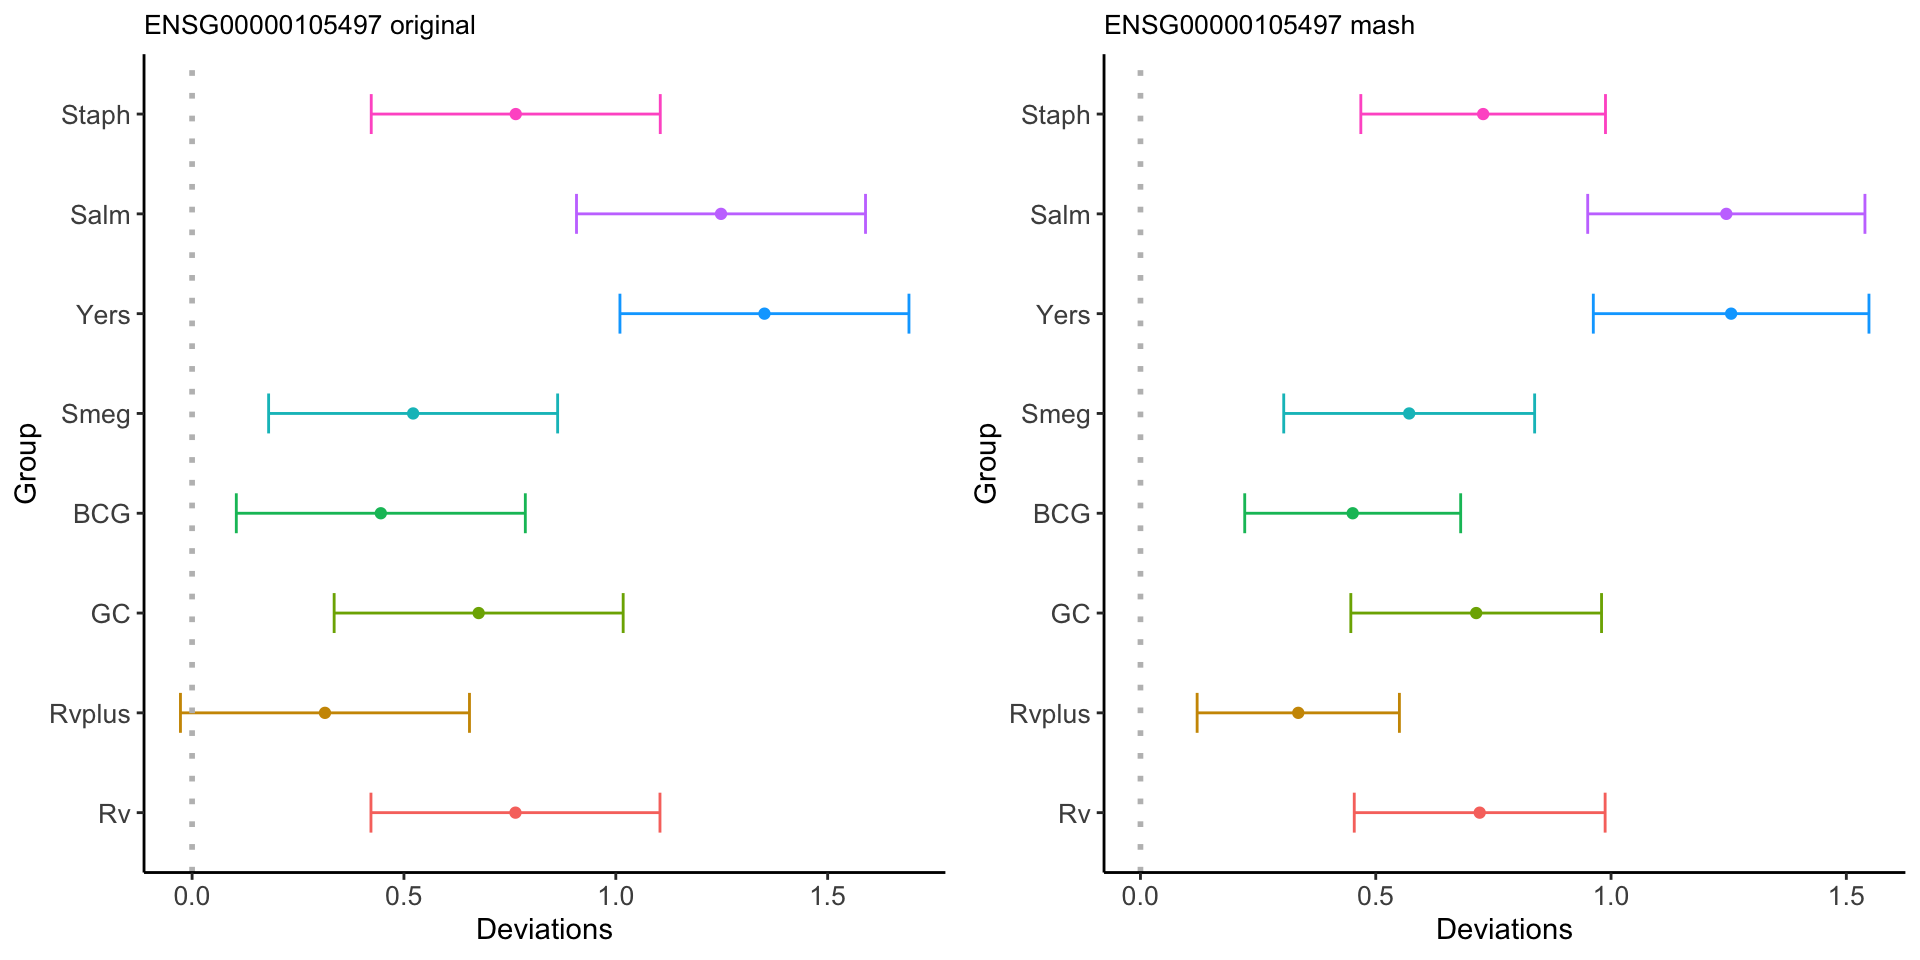 ENSG00000105497 original
Group
Staph
Salm
Yers
Smeg
BCG
GC
Rvplus
Rv
0.0 0.5 1.0 1.5
Deviations
ENSG00000105497 mash
Group
Staph
Salm
Yers
Smeg
BCG
GC
Rvplus
Rv
0.0 0.5 1.0 1.5
Deviations